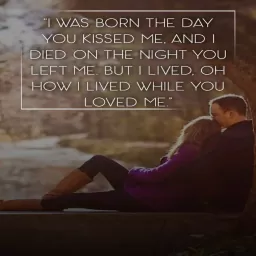 "I WAS BORN THE DAY
YOU KISSED ME, AND I
DIED ON THE NIGHT YOU
LEFT ME. BUT I LIVED, OH
HOW I LIVED WHILE YOU
LOVED ME."